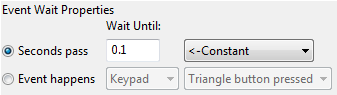 Event Wait Properties
Wait Until:
Seconds pass 0.1 <-Constant
Event happens Keypad Triangle button pressed